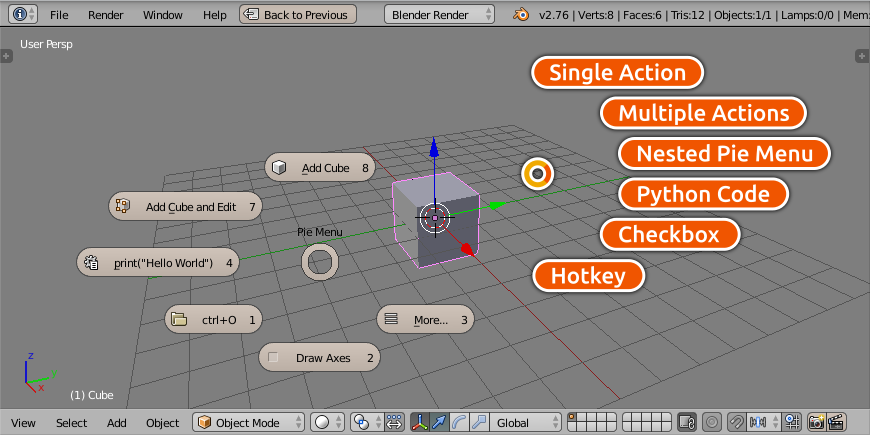 File Render Window Help Back to Previous Blender Render v2.76 | Verts:8 | Faces:6 | Tris:12 | Objects:1/1 | Lamps:0/0 | Mem:
User Persp
Single Action
Multiple Actions
Nested Pie Menu
Python Code
Checkbox
Hotkey
Add Cube 8
Add Cube and Edit 7
Pie Menu
print("Hello World") 4
ctrl+O 1
More... 3
Draw Axes 2
z
y
x
(1) Cube
View Select Add Object Object Mode Global